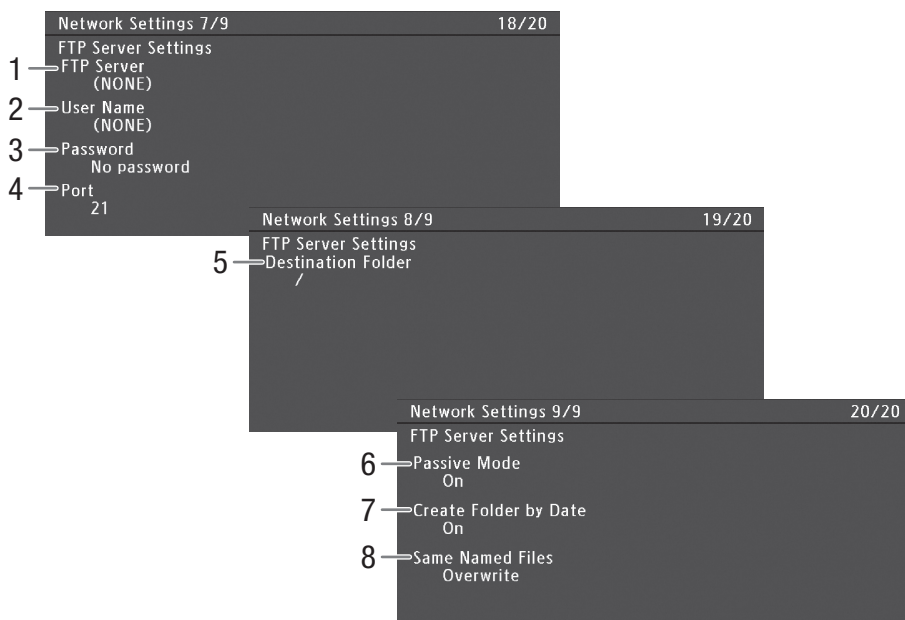 Network Settings 7/9 18/20
FTP Server Settings
1 FTP Server
(NONE)
2 User Name
(NONE)
3 Password
No password
4 Port
21
Network Settings 8/9 19/20
FTP Server Settings
5 Destination Folder
/
Network Settings 9/9 20/20
FTP Server Settings
6 Passive Mode
On
7 Create Folder by Date
On
8 Same Named Files
Overwrite